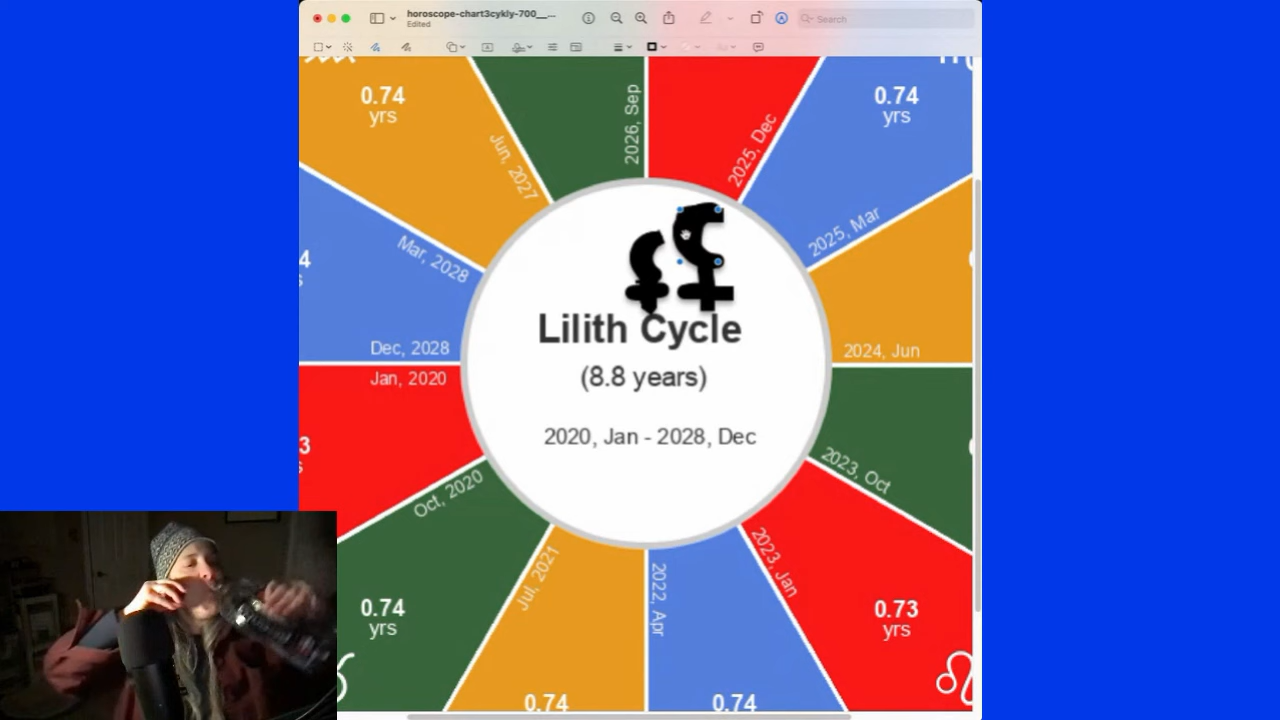 horoscope-chart3cykly-700__...
Edited
Search
0.74
yrs
0.74
yrs
2026, Sep
2025, Dec
Jun, 2027
2025, Mar
Mar, 2028
Lilith Cycle
(8.8 years)
2020, Jan - 2028, Dec
Dec, 2028
2024, Jun
Jan, 2020
Oct, 2020
2023, Oct
Jul, 2021
2022, Apr
2023, Jan
0.74
yrs
0.73
yrs
0.74
0.74